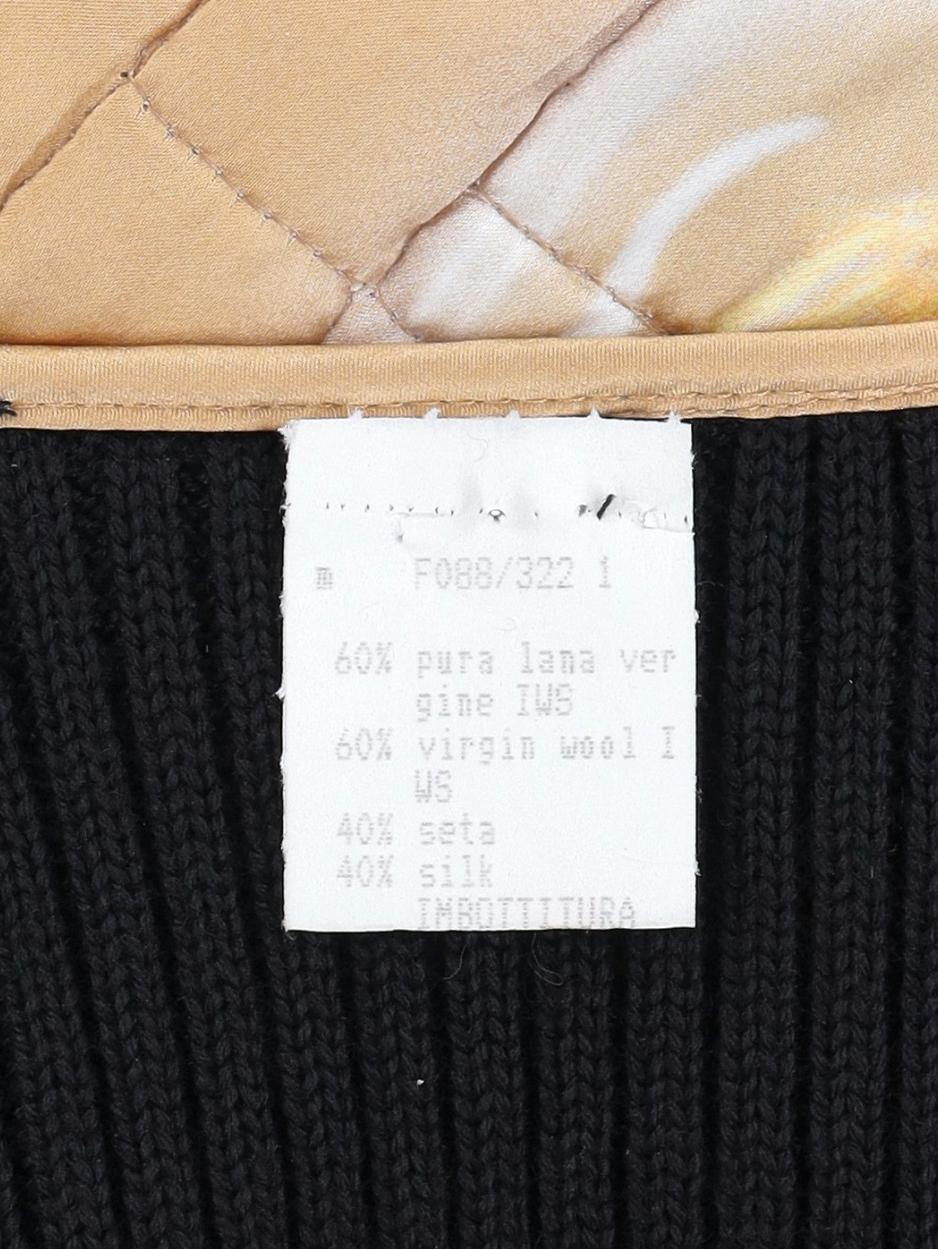 m F088/322 1
60% pura lana ver
gine IWS
60% virgin wool I
WS
40% seta
40% silk
IMBOTTITURA